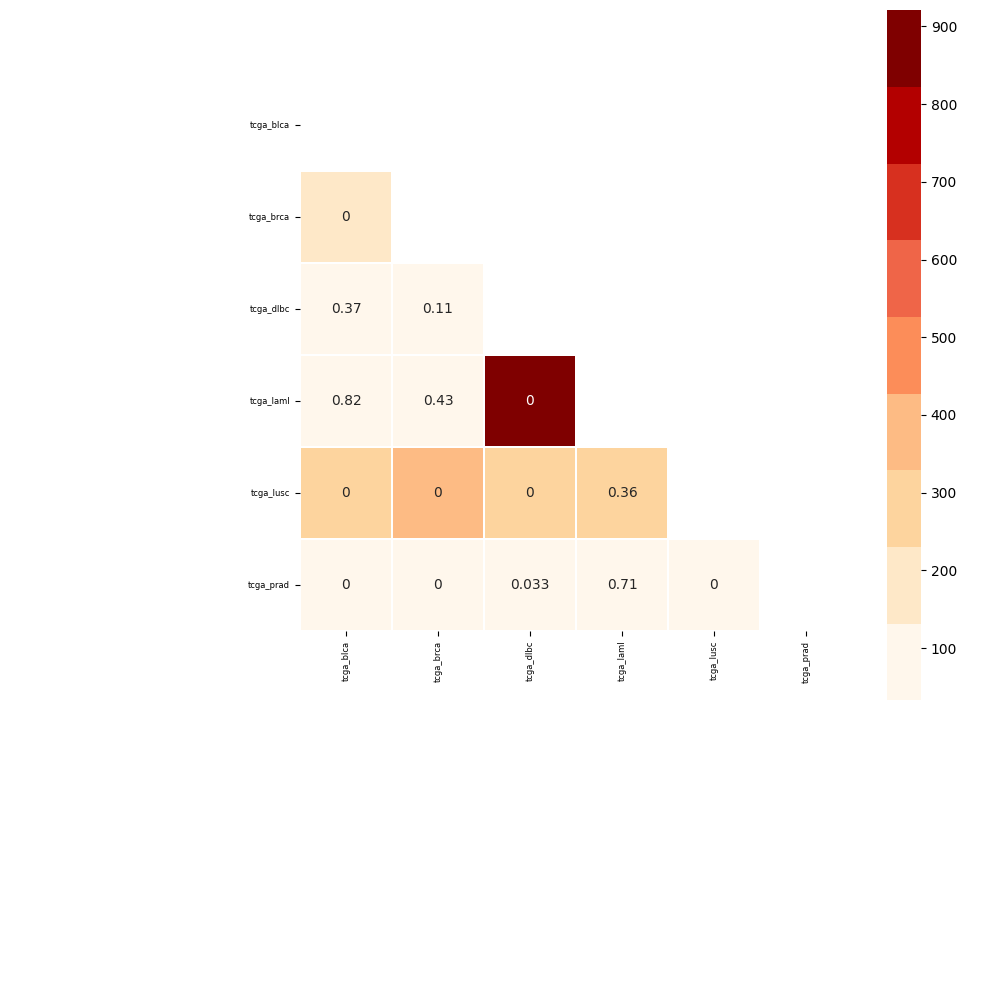 900
800
tcga_blca
700
tcga_brca 0
600
tcga_dlbc 0.37 0.11
500
tcga_laml 0.82 0.43 0
400
tcga_lusc 0 0 0 0.36
300
200
tcga_prad 0 0 0.033 0.71 0
100
tcga_blca tcga_brca tcga_dlbc tcga_laml tcga_lusc tcga_prad